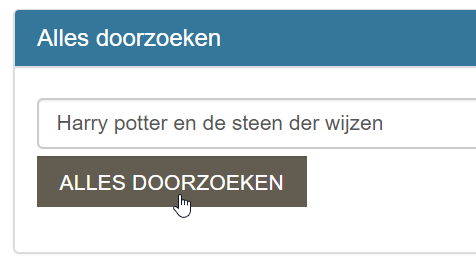 Alles doorzoeken
Harry potter en de steen der wijzen
ALLES DOORZOEKEN